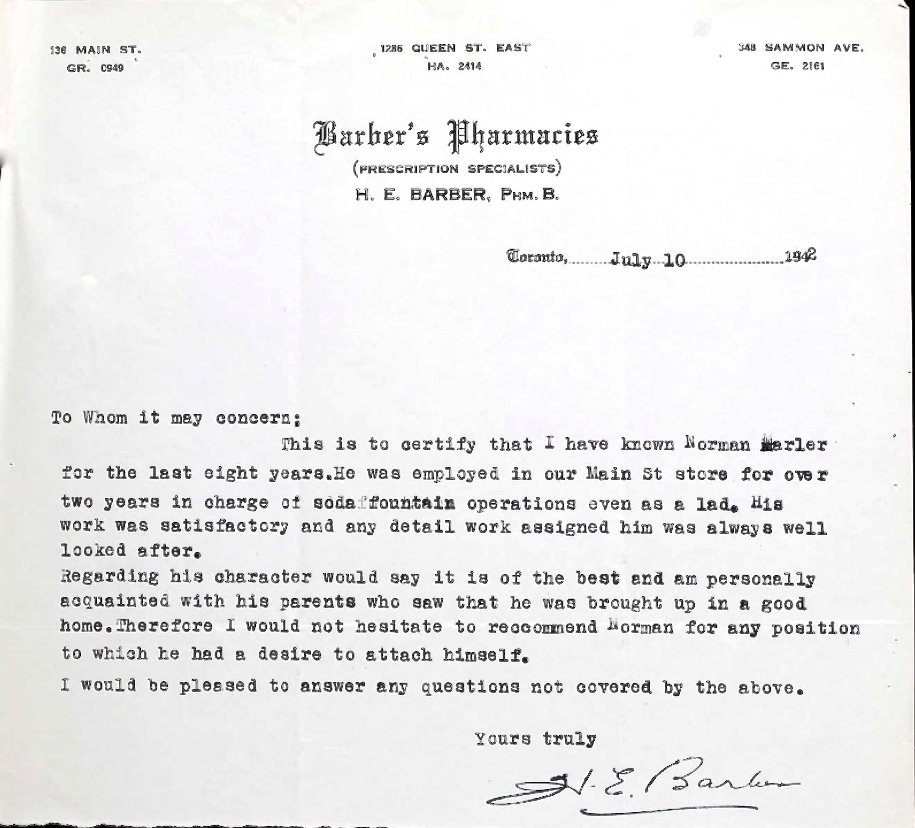 136 MAIN ST.
GR. 0949
1286 QUEEN ST. EAST
HA. 2414
348 SAMMON AVE.
GE. 2161
Barber's Pharmacies
(PRESCRIPTION SPECIALISTS)
H. E. BARBER, PHM. B.
Toronto, July 10 1942
To Whom it may concern;
This is to certify that I have known Norman Marler
for the last eight years.He was employed in our Main St store for over
two years in charge of soda fountain operations even as a lad. His
work was satisfactory and any detail work assigned him was always well
looked after.
Regarding his character would say it is of the best and am personally
acquainted with his parents who saw that he was brought up in a good
home.Therefore I would not hesitate to reccommend Norman for any position
to which he had a desire to attach himself.
I would be pleased to answer any questions not covered by the above.
Yours truly
H. E. Barber